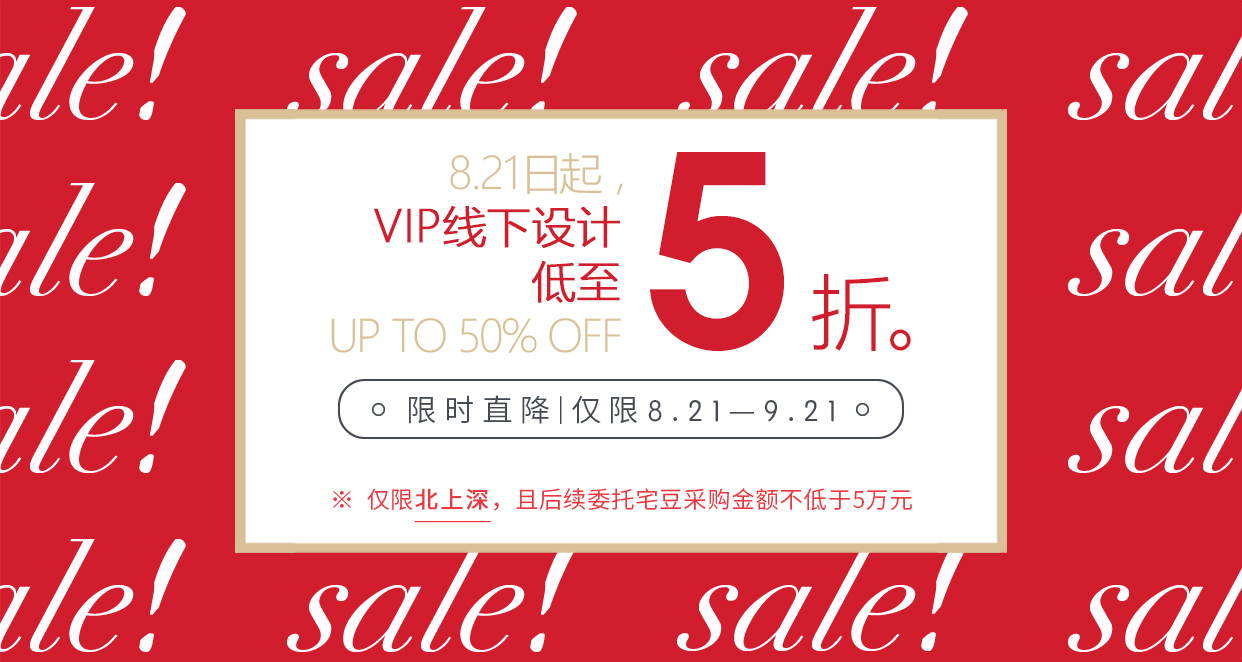 ale! sale! sale! sal
8.21日起，
VIP线下设计
低至
5折。
UP TO 50% OFF
ale! sal
限时直降|仅限8.21—9.21
ale! sal
※ 仅限北上深，且后续委托宅豆采购金额不低于5万元
ale! sale! sale! sal